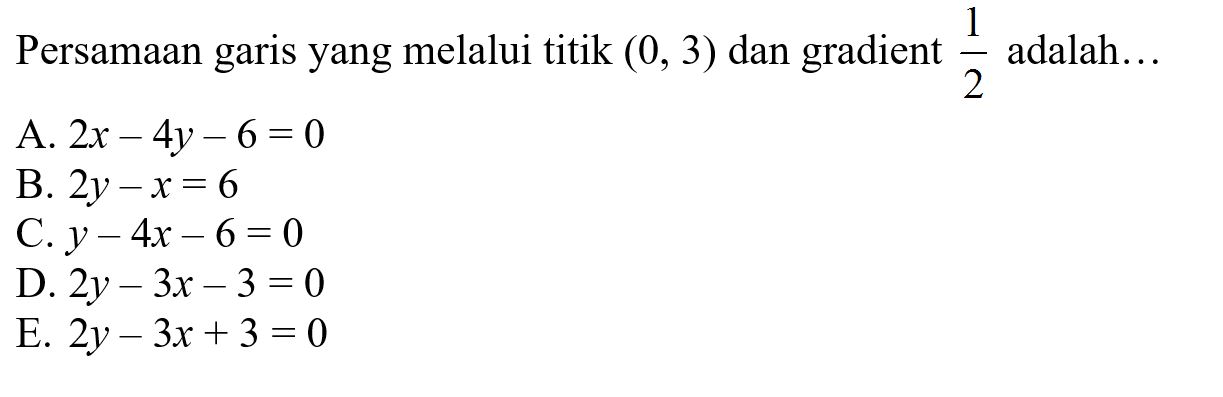 Persamaan garis yang melalui titik (0, 3) dan gradient 1/2 adalah…
A. 2x – 4y – 6 = 0
B. 2y – x = 6
C. y – 4x – 6 = 0
D. 2y – 3x – 3 = 0
E. 2y – 3x + 3 = 0